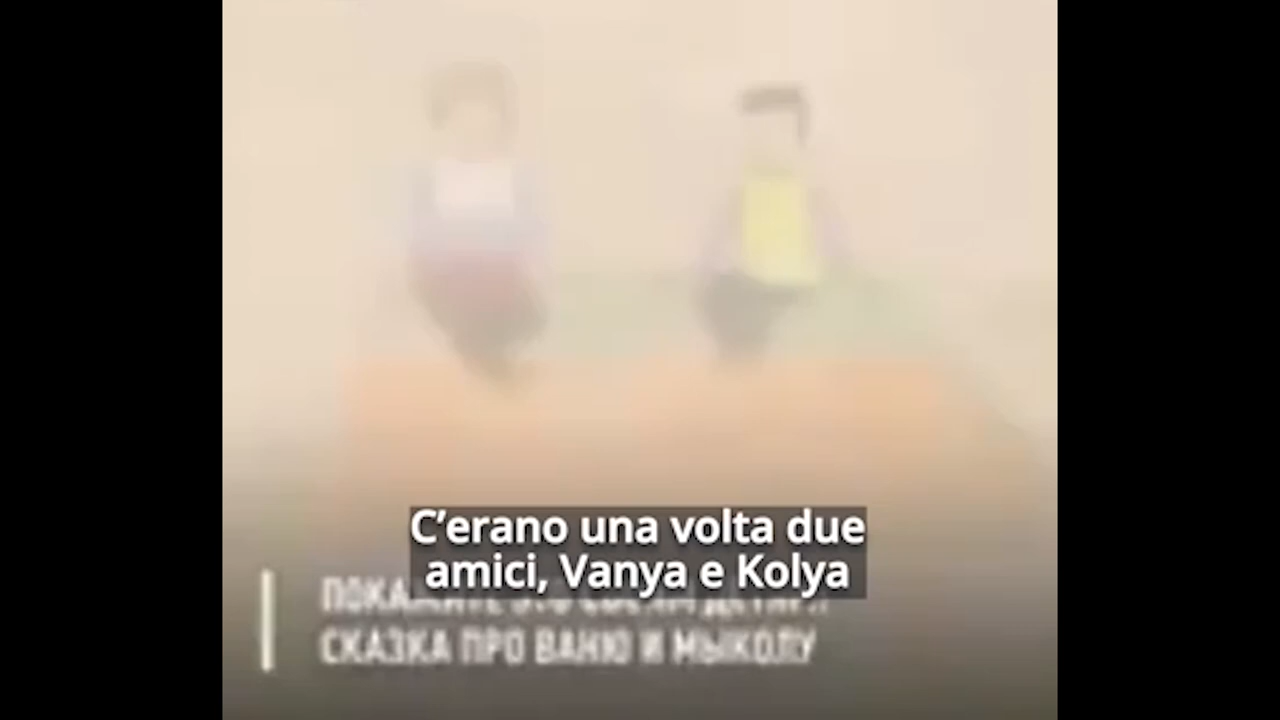 C’erano una volta due
amici, Vanya e Kolya
СКАЗКА ПРО ВАНЮ И МЫКОЛУ